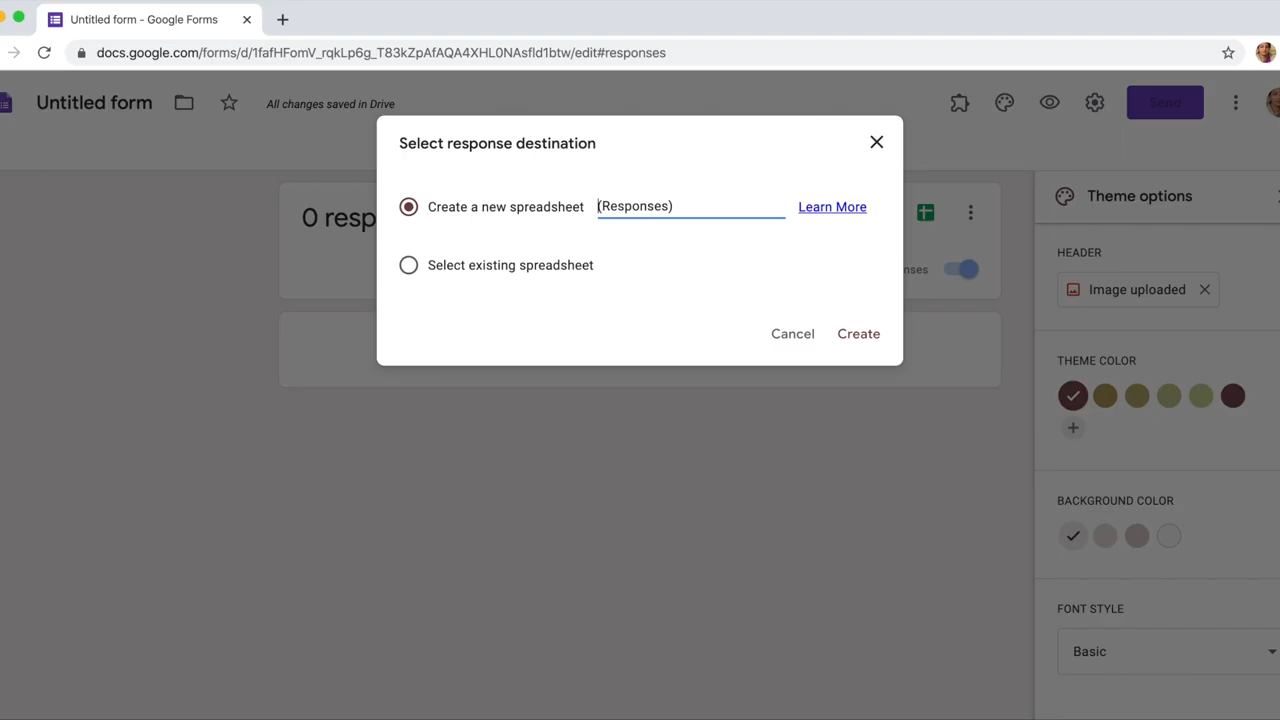 Untitled form - Google Forms
docs.google.com/forms/d/1fafHFomV_rqkLp6g_T83kZpAfAQA4XHL0NAsfld1btw/edit#responses
Untitled form
All changes saved in Drive
Send
Select response destination
Create a new spreadsheet (Responses) Learn More
Select existing spreadsheet
Cancel Create
0 resp
nses
Theme options
HEADER
Image uploaded
THEME COLOR
BACKGROUND COLOR
FONT STYLE
Basic